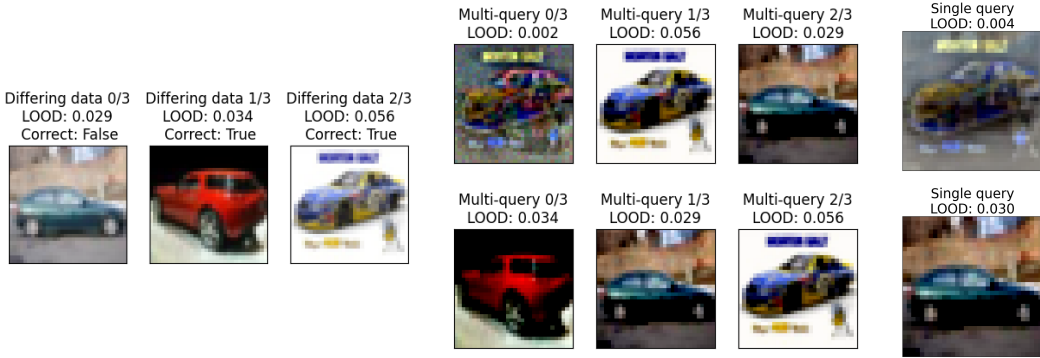 Multi-query 0/3 Multi-query 1/3 Multi-query 2/3 Single query
LOOD: 0.002 LOOD: 0.056 LOOD: 0.029 LOOD: 0.004
Differing data 0/3 Differing data 1/3 Differing data 2/3
LOOD: 0.029 LOOD: 0.034 LOOD: 0.056
Correct: False Correct: True Correct: True
Multi-query 0/3 Multi-query 1/3 Multi-query 2/3 Single query
LOOD: 0.034 LOOD: 0.029 LOOD: 0.056 LOOD: 0.030